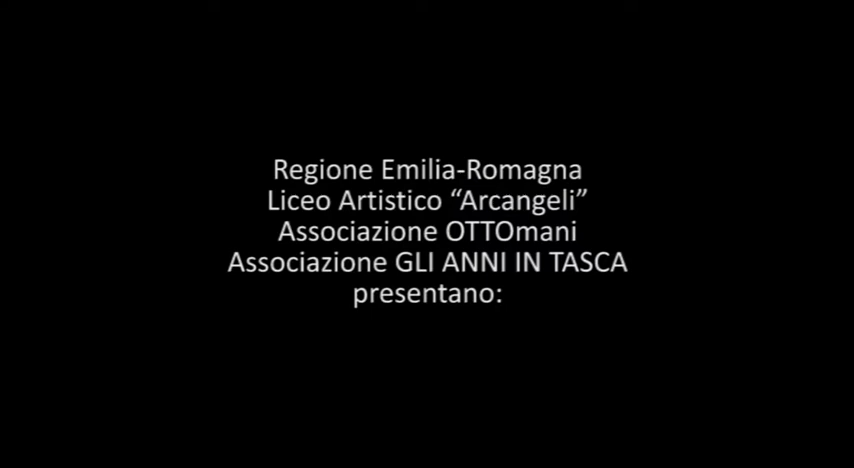 Regione Emilia-Romagna
Liceo Artistico “Arcangeli”
Associazione OTTOmani
Associazione GLI ANNI IN TASCA
presentano: